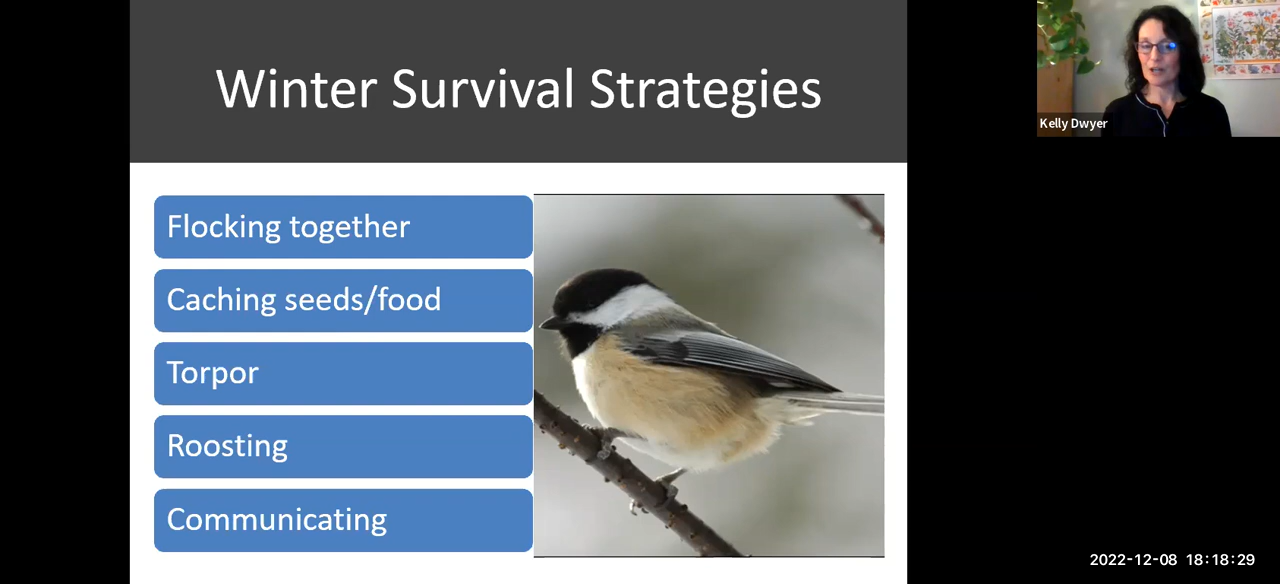 Winter Survival Strategies
Kelly Dwyer
Flocking together
Caching seeds/food
Torpor
Roosting
Communicating
2022-12-08 18:18:29